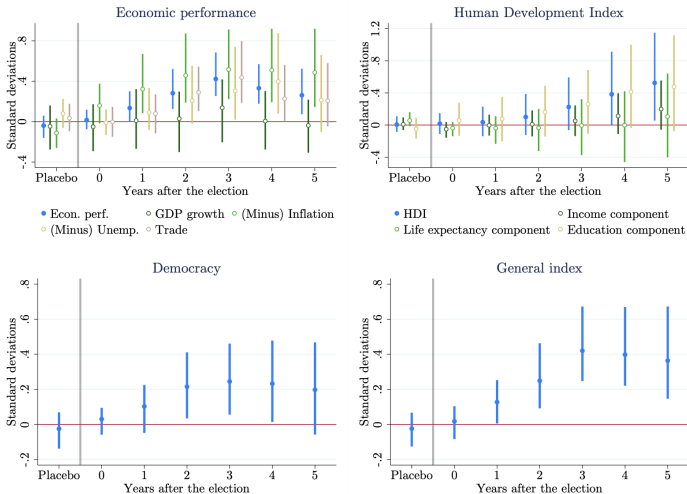 Economic performance
Standard deviations
.8
.4
0
-.4
Placebo 0 1 2 3 4 5
Years after the election
Econ. perf. GDP growth (Minus) Inflation
(Minus) Unemp. Trade
Human Development Index
Standard deviations
1.2
.8
.4
0
-.4
Placebo 0 1 2 3 4 5
Years after the election
HDI Income component
Life expectancy component Education component
Democracy
Standard deviations
.8
.6
.4
.2
0
-.2
Placebo 0 1 2 3 4 5
Years after the election
General index
Standard deviations
.8
.6
.4
.2
0
-.2
Placebo 0 1 2 3 4 5
Years after the election